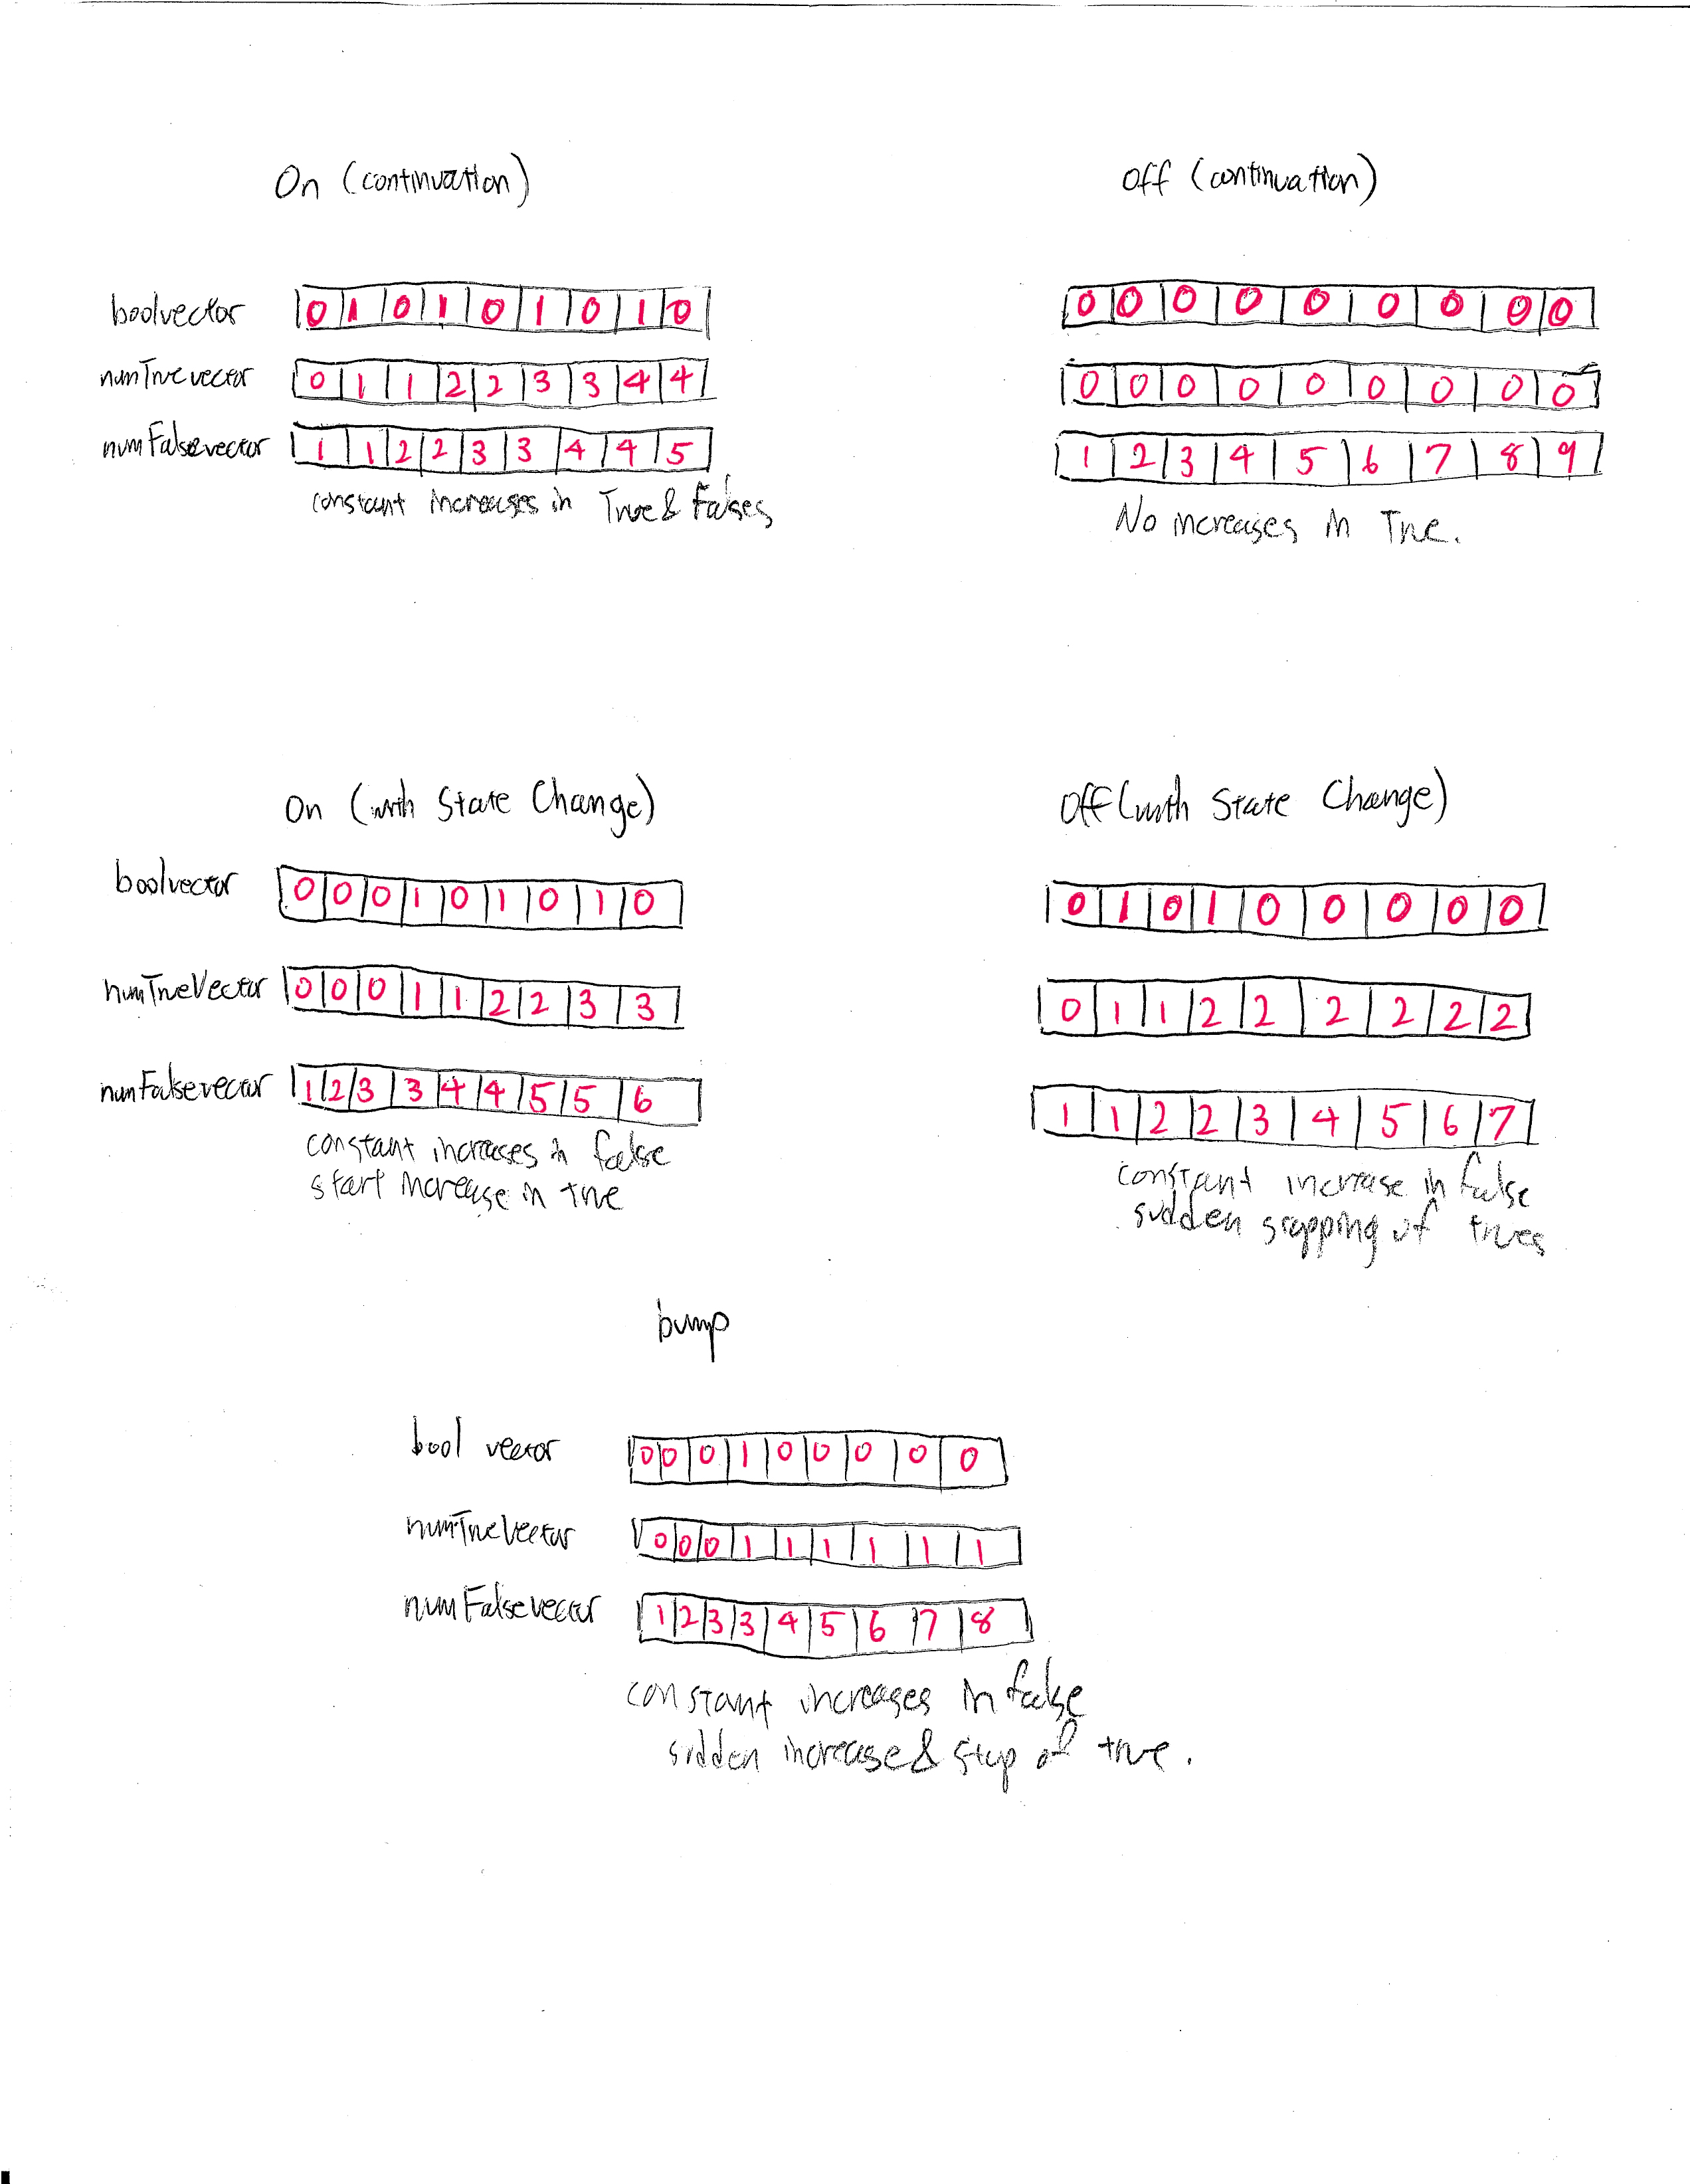 On (continuation)
Off (continuation)
boolvector 0 1 0 1 0 1 0 1 0
numTruevector 0 1 1 2 2 3 3 4 4
numFalsevector 1 1 2 2 3 3 4 4 5
constant increases in True & Falses
0 0 0 0 0 0 0 0 0
0 0 0 0 0 0 0 0 0
1 2 3 4 5 6 7 8 9
No increases in True.
On (with State Change)
Off (with State Change)
boolvector 0 0 0 1 0 1 0 1 0
numTrueVector 0 0 0 1 1 2 2 3 3
numFalsevector 1 2 3 3 4 4 5 5 6
constant increases in false
start increase in true
0 1 0 1 0 0 0 0 0
0 1 1 2 2 2 2 2 2
1 1 2 2 3 4 5 6 7
constant increase in false
sudden stopping of trues
bump
bool vector 0 0 0 1 0 0 0 0 0
numTrueVector 0 0 0 1 1 1 1 1 1
numFalsevector 1 2 3 3 4 5 6 7 8
constant increases in false
sudden increase & stop of true.